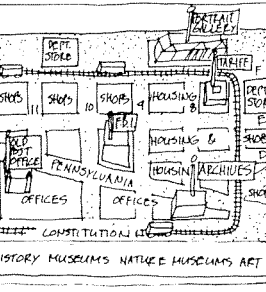 PORTRAIT
GALLERY
DEPT.
STORE
TARIFF
F
SHOPS
11
SHOPS
10
SHOPS
9
HOUSING
8
DEPT.
STORE
E
OLD
POST
OFFICE
F.B.I.
HOUSING &
SHOPS
D
PENNSYLVANIA
HOUSING
ARCHIVES
SHOPS
OFFICES
OFFICES
CONSTITUTION
HISTORY MUSEUMS NATURE MUSEUMS ART